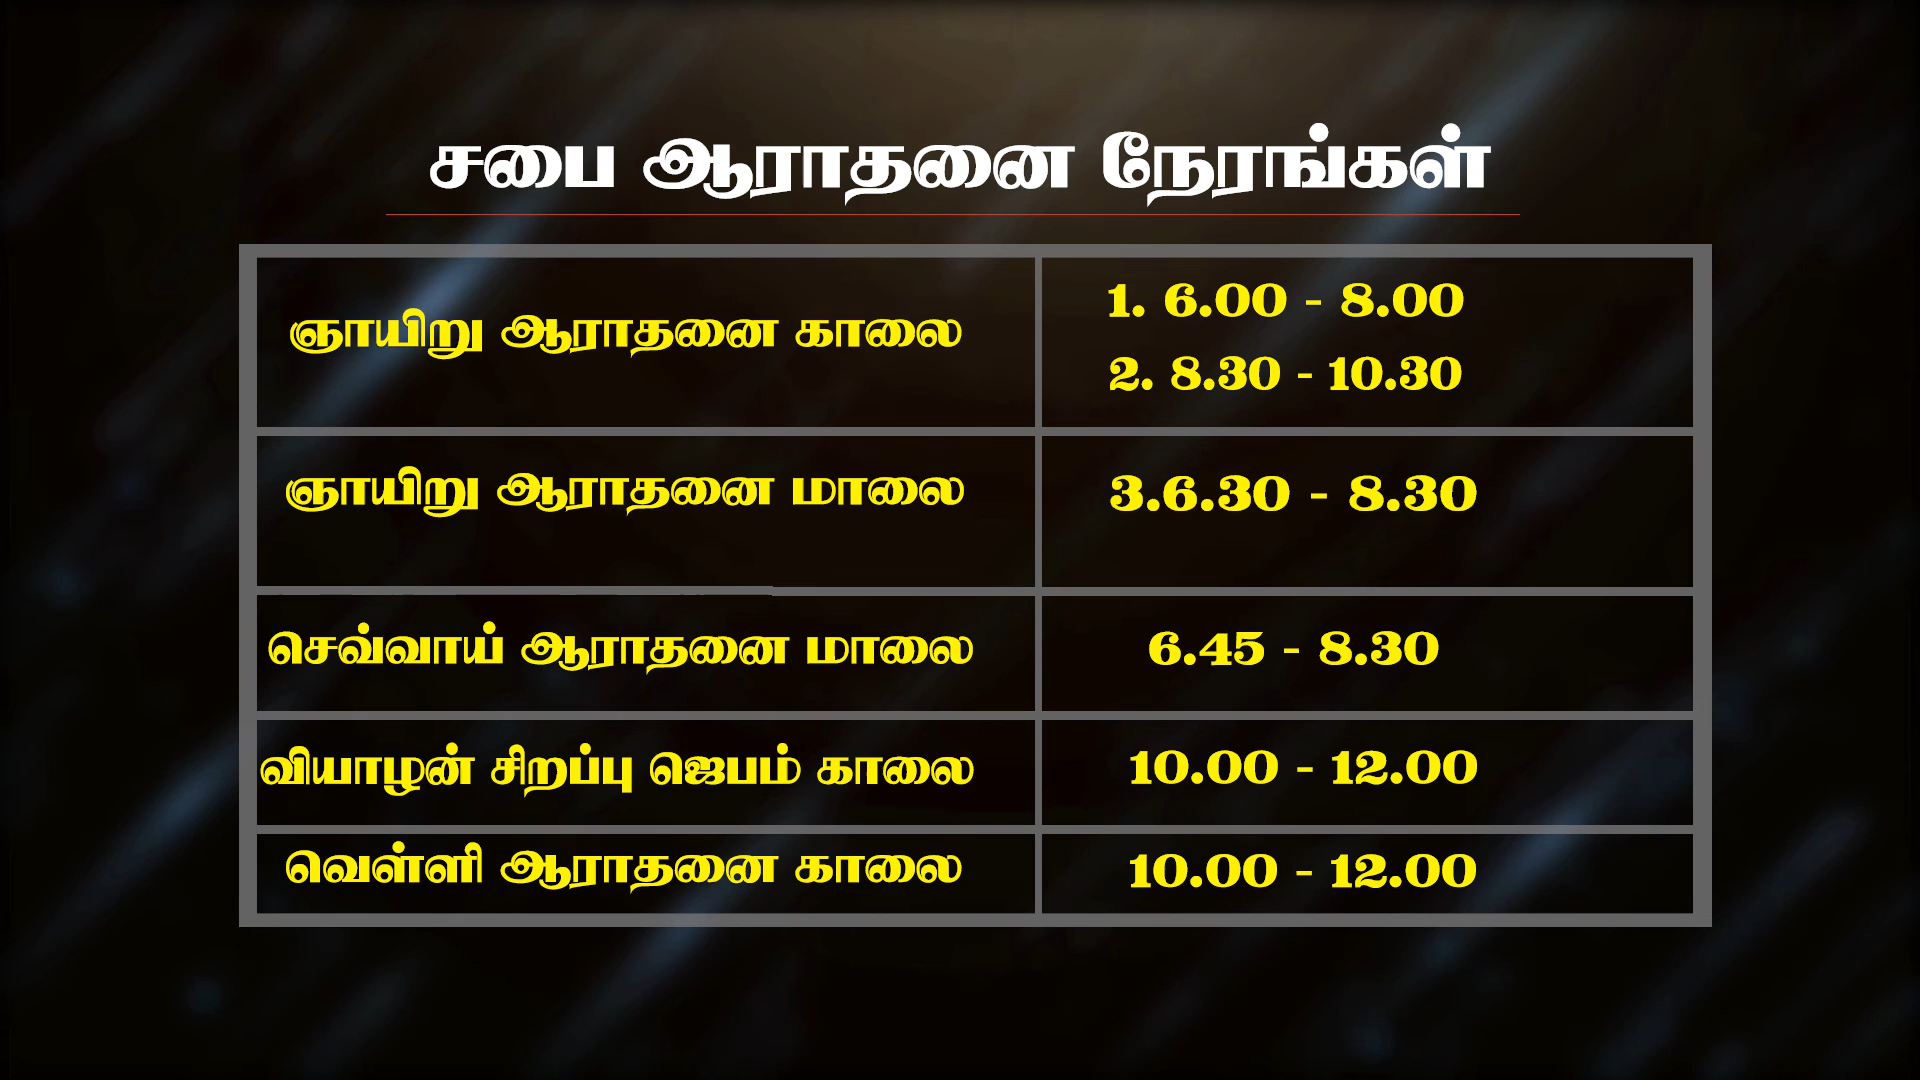 சபை ஆராதனை நேரங்கள்
ஞாயிறு ஆராதனை காலை
1. 6.00 - 8.00
2. 8.30 - 10.30
ஞாயிறு ஆராதனை மாலை
3.6.30 - 8.30
செவ்வாய் ஆராதனை மாலை
6.45 - 8.30
வியாழன் சிறப்பு ஜெபம் காலை
10.00 - 12.00
வெள்ளி ஆராதனை காலை
10.00 - 12.00